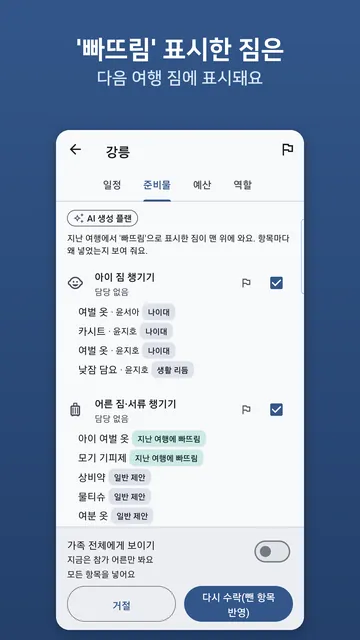 '빠뜨림' 표시한 짐은
다음 여행 짐에 표시돼요
강릉
일정 준비물 예산 역할
AI 생성 플랜
지난 여행에서 '빠뜨림'으로 표시한 짐이 맨 위에 와요. 항목마다
왜 넣었는지 보여 줘요.
아이 짐 챙기기
담당 없음
여벌 옷 · 윤서아 나이대
카시트 · 윤지호 나이대
여벌 옷 · 윤지호 나이대
낮잠 담요 · 윤지호 생활 리듬
어른 짐·서류 챙기기
담당 없음
아이 여벌 옷 지난 여행에 빠뜨림
모기 기피제 지난 여행에 빠뜨림
상비약 일반 제안
물티슈 일반 제안
여분 옷 일반 제안
가족 전체에게 보이기
지금은 참가 어른만 봐요
모든 항목을 넣어요
거절
다시 수락(뺀 항목
반영)